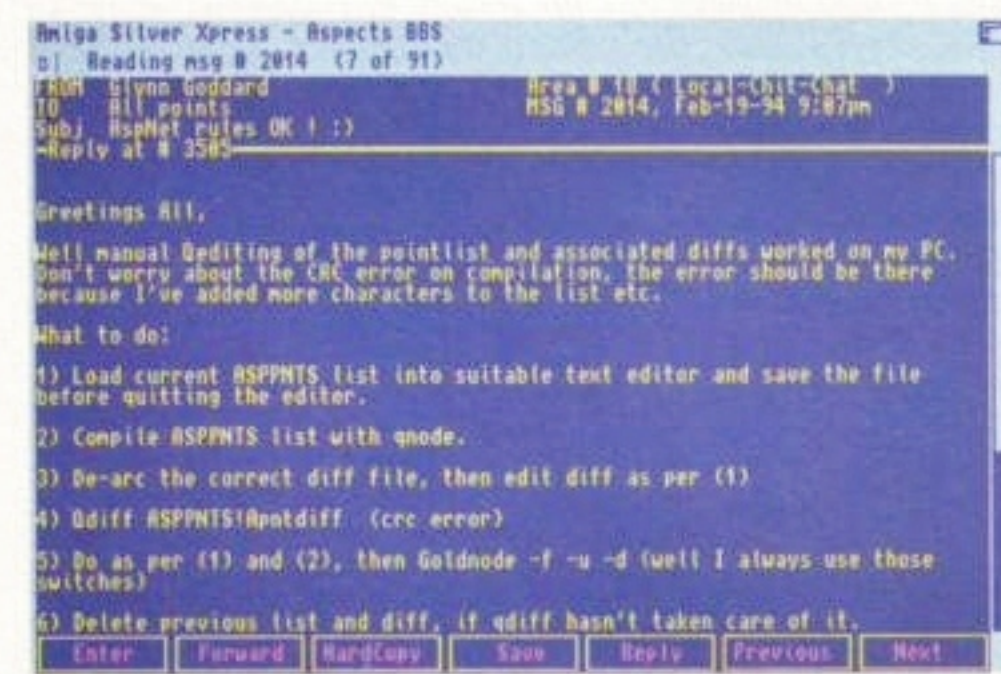 Amiga Silver Xpress - Aspects BBS
Reading msg # 2014 (7 of 91)
FROM Glynn Goddard Area # 10 ( Local-Chit-Chat )
TO All points MSG # 2014, Feb-19-94 9:07pm
Subj AspNet rules OK ! :)
-Reply at # 3505
Greetings All,
Well manual Qediting of the pointlist and associated diffs worked on my PC.
Don't worry about the CRC error on compilation, the error should be there
because I've added more characters to the list etc.
What to do:
1) Load current ASPPNTS list into suitable text editor and save the file
before quitting the editor.
2) Compile ASPPNTS list with qnode.
3) De-arc the correct diff file, then edit diff as per (1)
4) Qdiff ASPPNTS!Apntdiff (crc error)
5) Do as per (1) and (2), then Goldnode -f -u -d (well I always use those
switches)
6) Delete previous list and diff, if qdiff hasn't taken care of it.
Enter Forward HardCopy Save Reply Previous Next